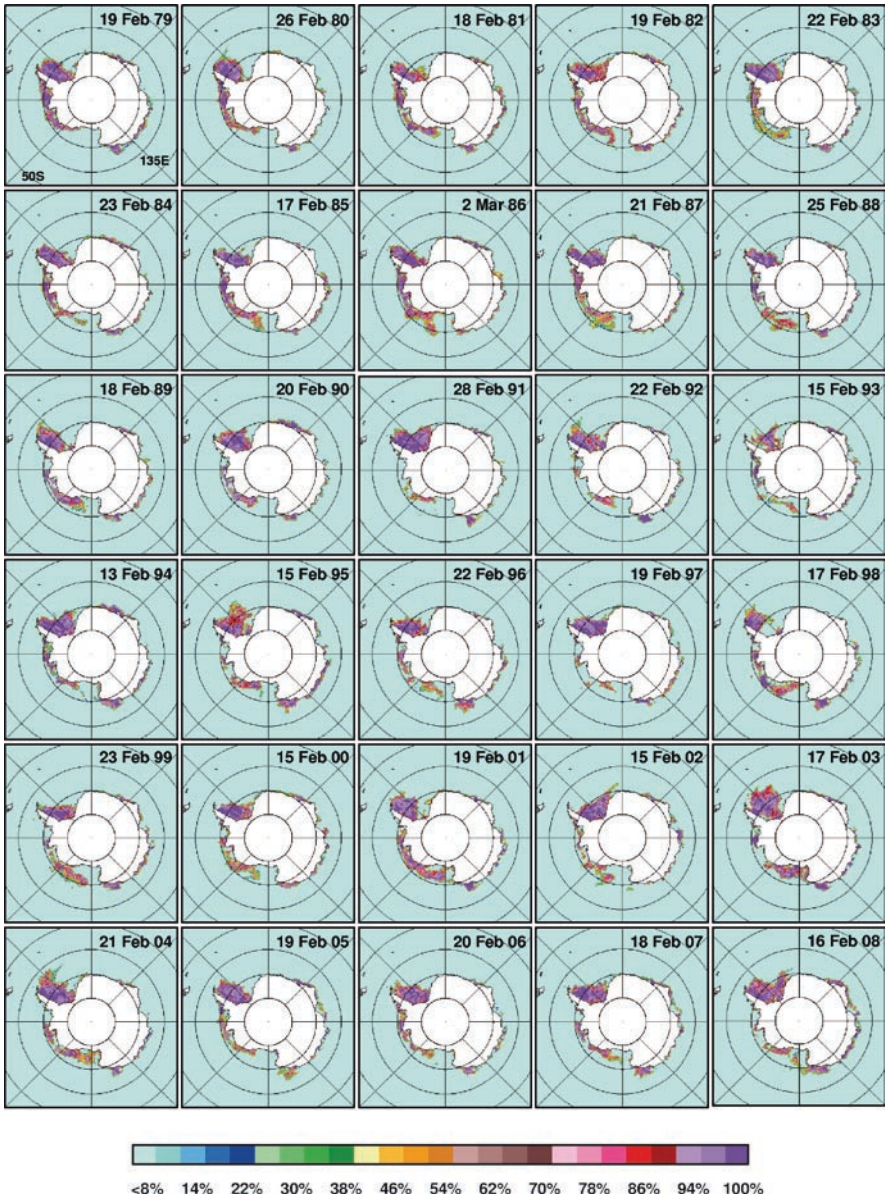 19 Feb 79 26 Feb 80 18 Feb 81 19 Feb 82 22 Feb 83
135E
50S
23 Feb 84 17 Feb 85 2 Mar 86 21 Feb 87 25 Feb 88
18 Feb 89 20 Feb 90 28 Feb 91 22 Feb 92 15 Feb 93
13 Feb 94 15 Feb 95 22 Feb 96 19 Feb 97 17 Feb 98
23 Feb 99 15 Feb 00 19 Feb 01 15 Feb 02 17 Feb 03
21 Feb 04 19 Feb 05 20 Feb 06 18 Feb 07 16 Feb 08
<8% 14% 22% 30% 38% 46% 54% 62% 70% 78% 86% 94% 100%